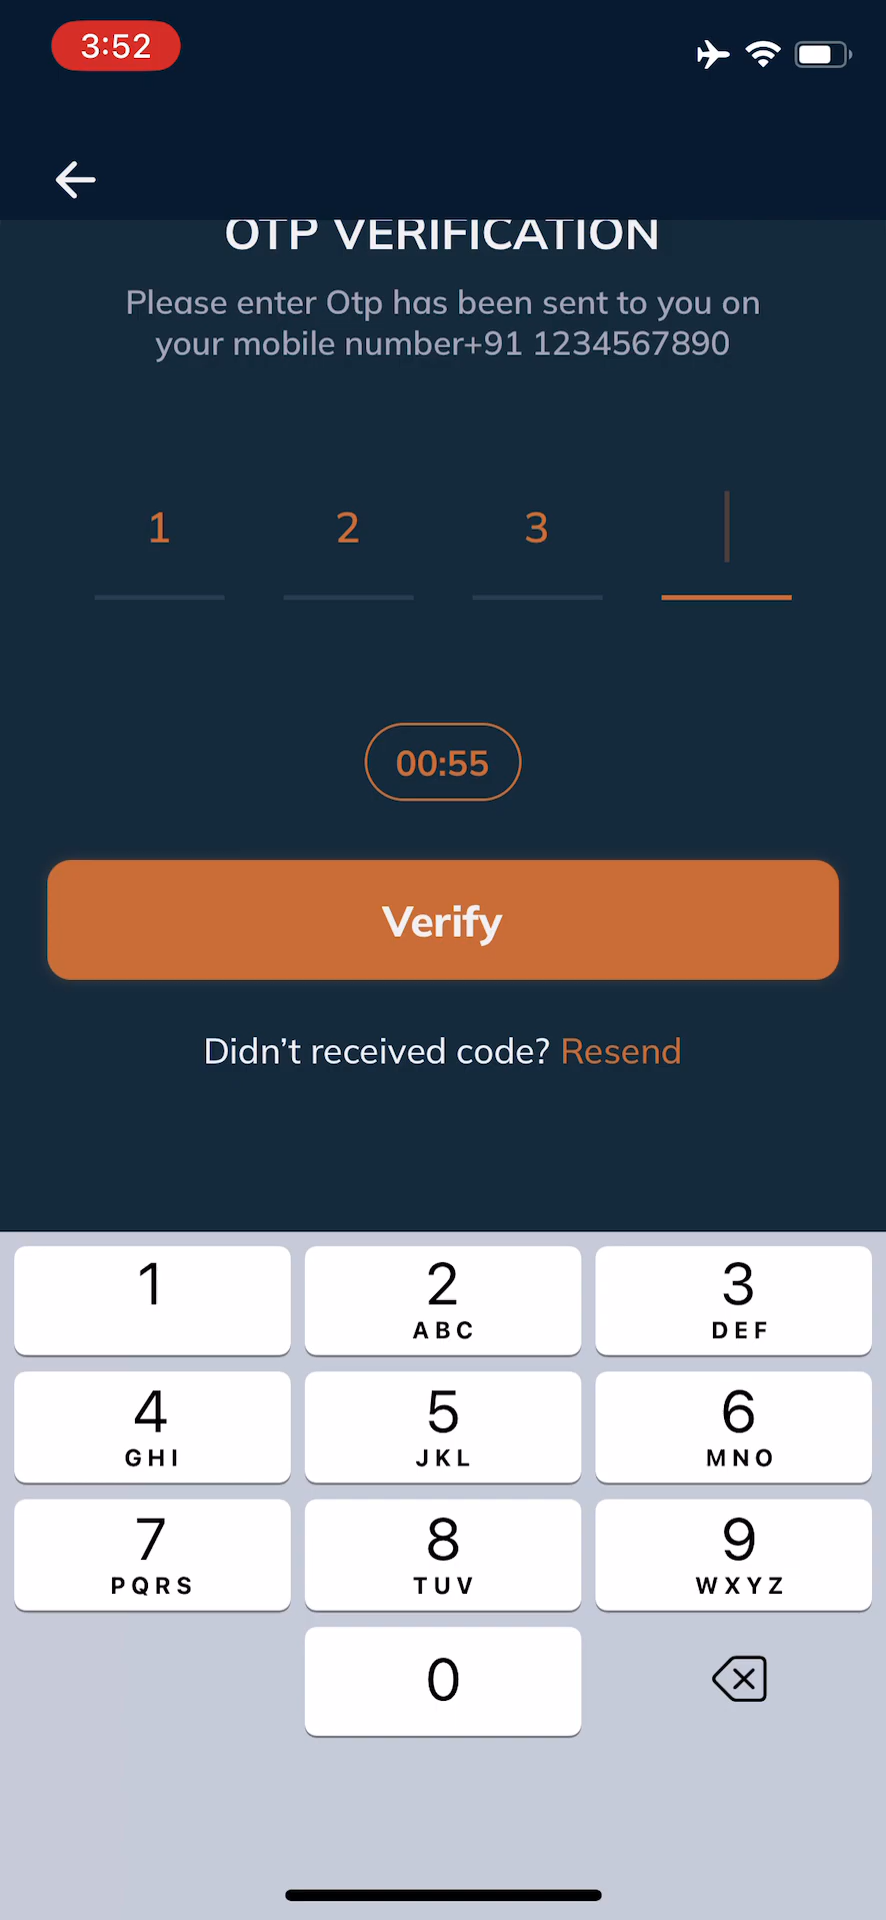 3:52
OTP VERIFICATION
Please enter Otp has been sent to you on
your mobile number+91 1234567890
1 2 3
00:55
Verify
Didn't received code? Resend
1 2 3
ABC DEF
4 5 6
GHI JKL MNO
7 8 9
PQRS TUV WXYZ
0